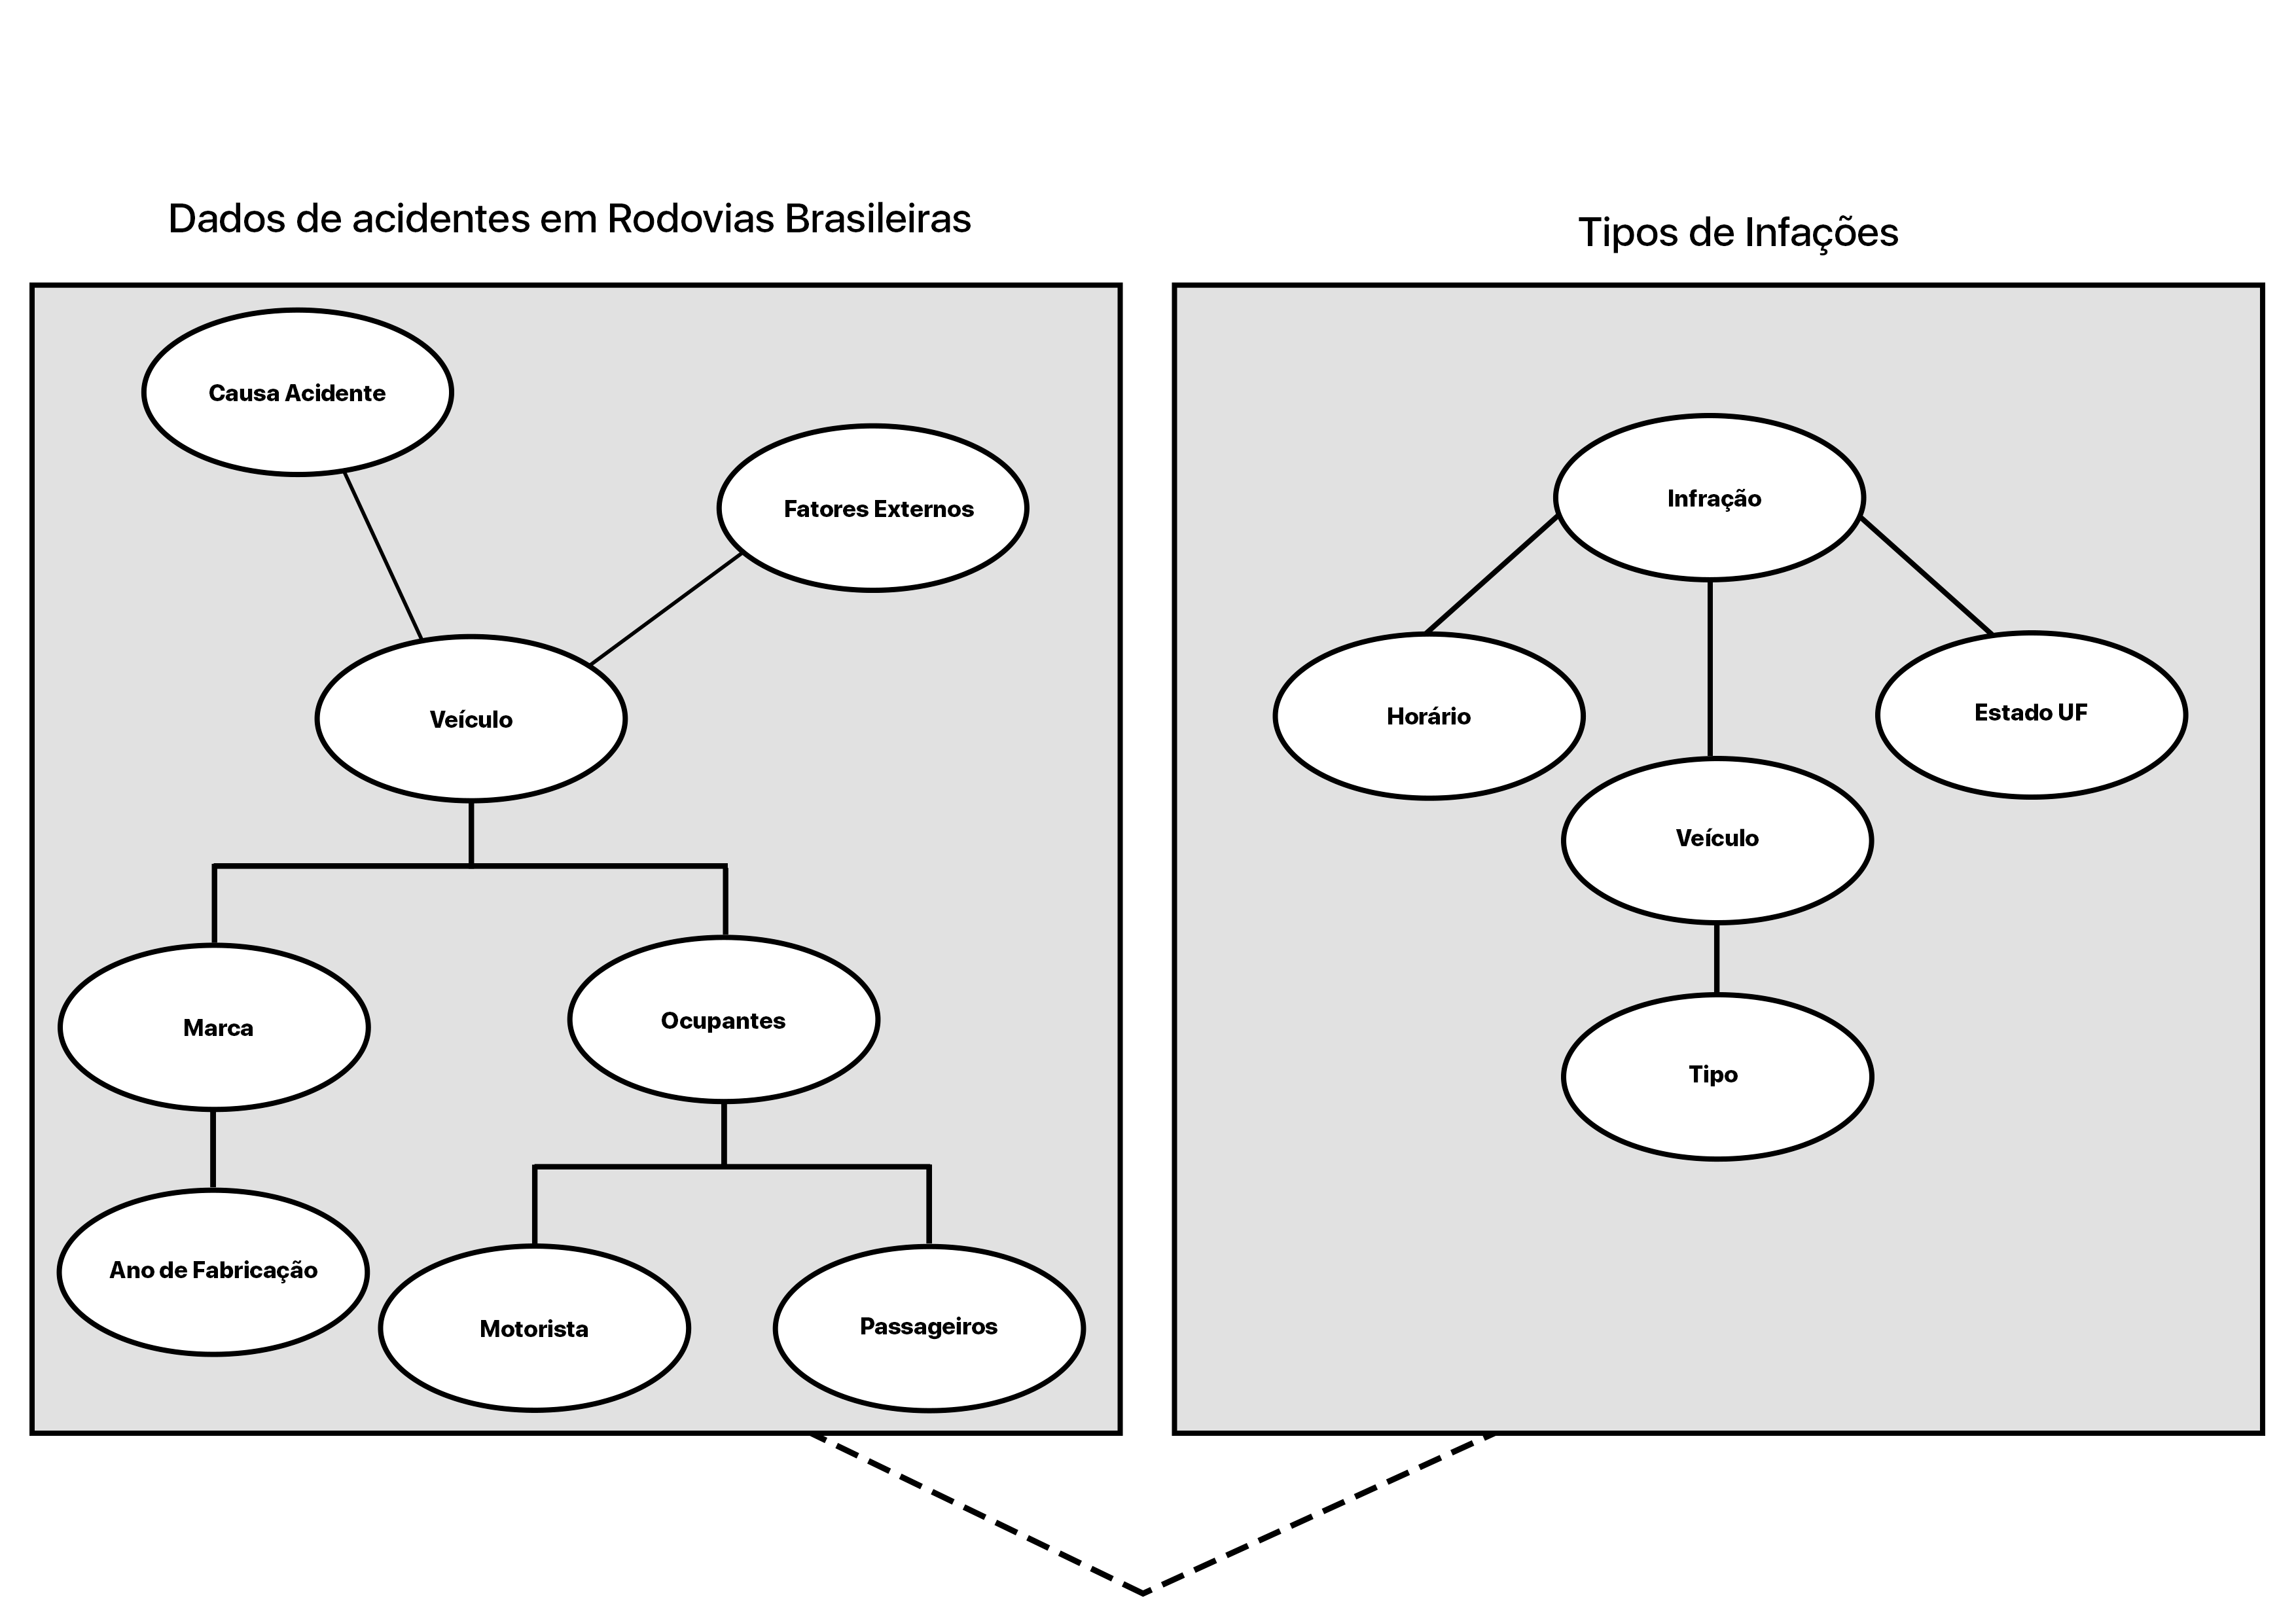 Dados de acidentes em Rodovias Brasileiras
Causa Acidente
Fatores Externos
Veículo
Marca
Ocupantes
Ano de Fabricação
Motorista
Passageiros
Tipos de Infações
Infração
Horário
Estado UF
Veículo
Tipo